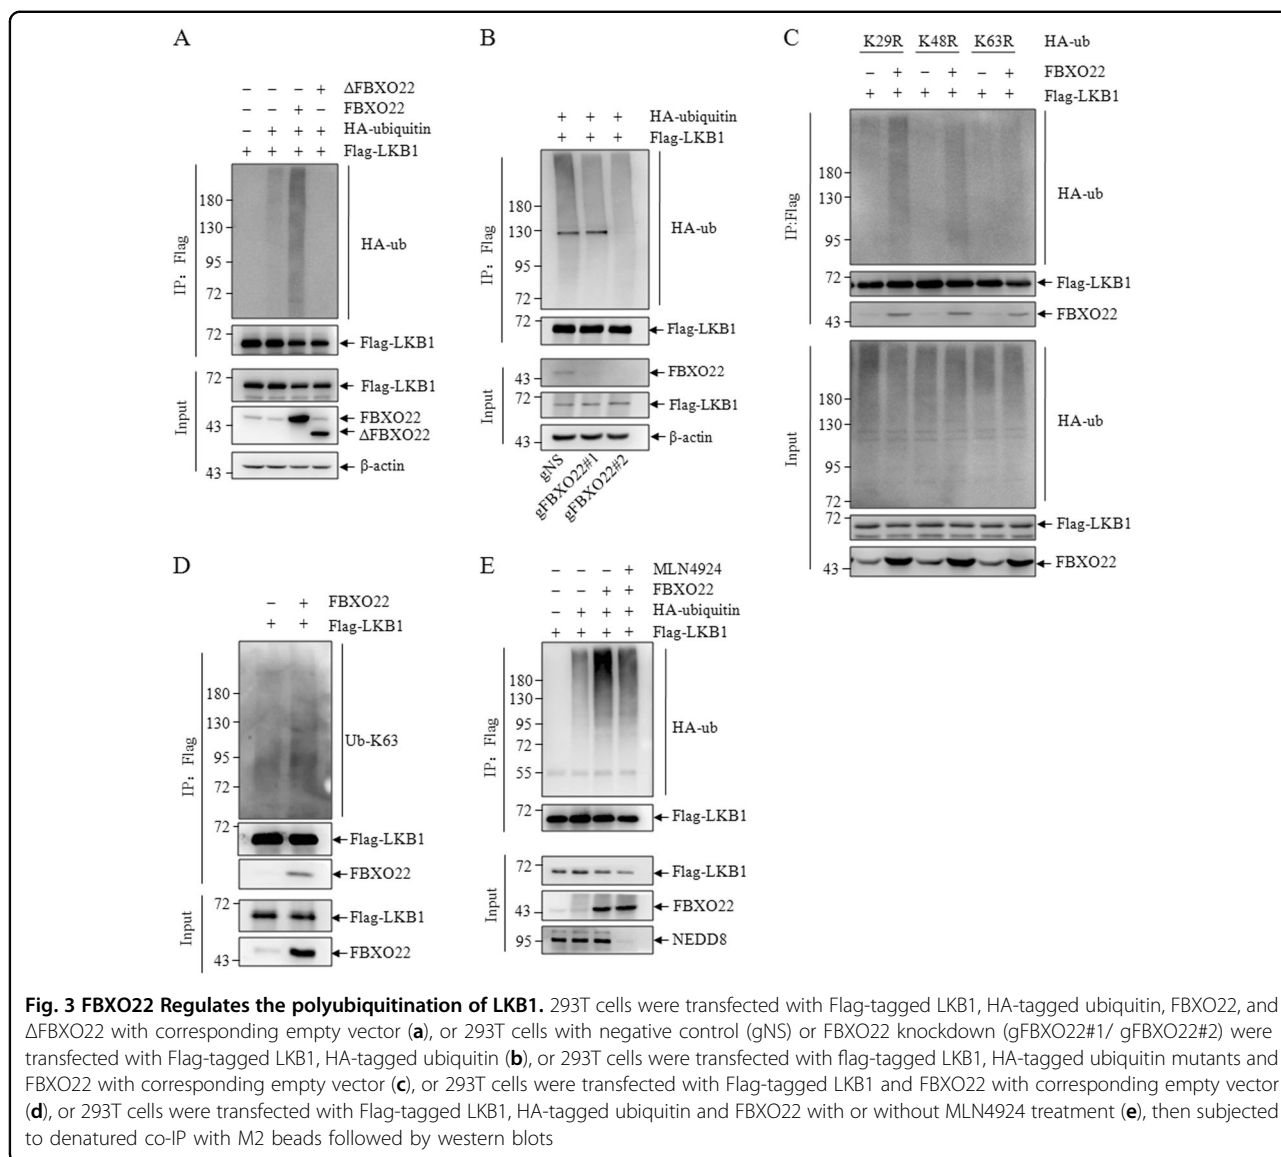 A
− − − + ΔFBXO22
− − + − FBXO22
− + + + HA-ubiquitin
+ + + + Flag-LKB1
IP: Flag
180
130
95
72
HA-ub
72
Flag-LKB1
Input
72
Flag-LKB1
43
FBXO22
ΔFBXO22
43
β-actin
B
+ + + HA-ubiquitin
+ + + Flag-LKB1
IP: Flag
180
130
95
72
HA-ub
72
Flag-LKB1
Input
43
FBXO22
72
Flag-LKB1
43
β-actin
gNS
gFBXO22#1
gFBXO22#2
C
K29R K48R K63R HA-ub
− + − + − + FBXO22
+ + + + + + Flag-LKB1
IP:Flag
180
130
95
HA-ub
72
Flag-LKB1
43
FBXO22
Input
180
130
95
72
HA-ub
72
Flag-LKB1
43
FBXO22
D
− + FBXO22
+ + Flag-LKB1
IP: Flag
180
130
95
72
Ub-K63
72
Flag-LKB1
FBXO22
Input
72
Flag-LKB1
43
FBXO22
E
− − − + MLN4924
− − + + FBXO22
− + + + HA-ubiquitin
+ + + + Flag-LKB1
IP: Flag
180
130
95
72
55
HA-ub
72
Flag-LKB1
Input
72
Flag-LKB1
43
FBXO22
95
NEDD8
Fig. 3 FBXO22 Regulates the polyubiquitination of LKB1. 293T cells were transfected with Flag-tagged LKB1, HA-tagged ubiquitin, FBXO22, and
ΔFBXO22 with corresponding empty vector (a), or 293T cells with negative control (gNS) or FBXO22 knockdown (gFBXO22#1/ gFBXO22#2) were
transfected with Flag-tagged LKB1, HA-tagged ubiquitin (b), or 293T cells were transfected with flag-tagged LKB1, HA-tagged ubiquitin mutants and
FBXO22 with corresponding empty vector (c), or 293T cells were transfected with Flag-tagged LKB1 and FBXO22 with corresponding empty vector
(d), or 293T cells were transfected with Flag-tagged LKB1, HA-tagged ubiquitin and FBXO22 with or without MLN4924 treatment (e), then subjected
to denatured co-IP with M2 beads followed by western blots